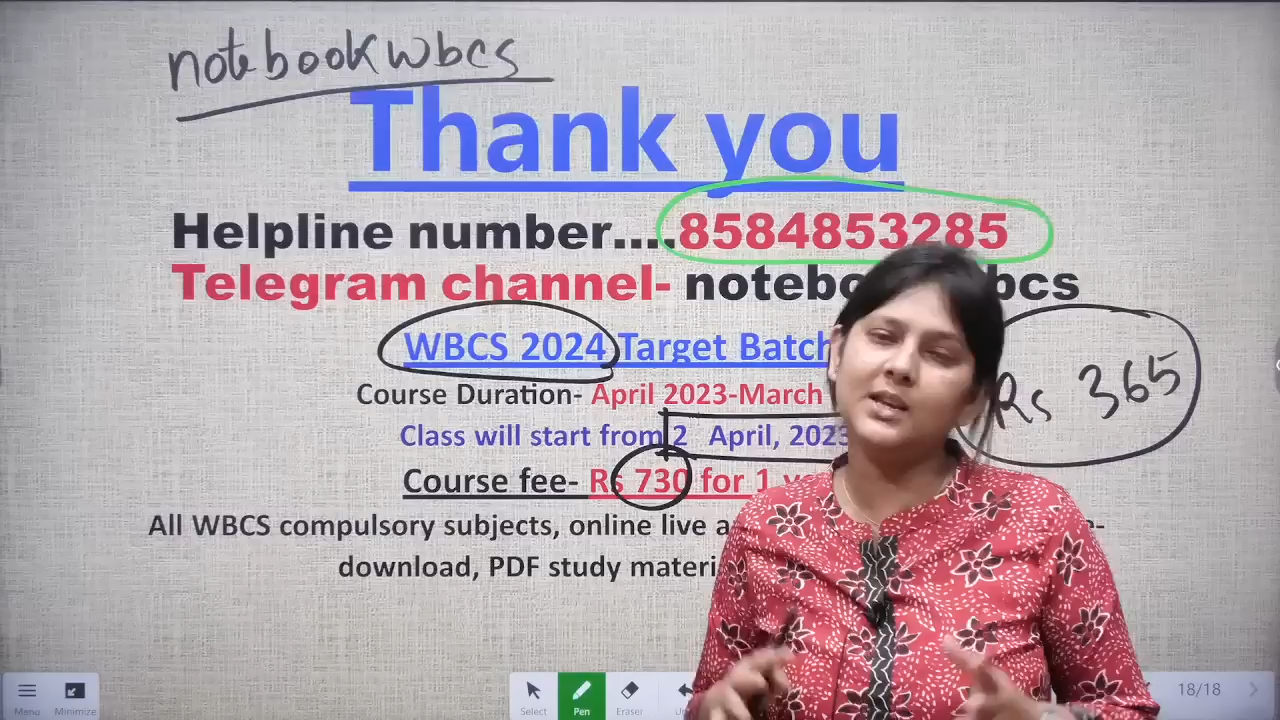 notebookwbcs
Thank you
Helpline number....8584853285
Telegram channel- notebo bcs
WBCS 2024 Target Batch
Rs 365
Course Duration- April 2023-March
Class will start from 2 April, 2023
Course fee- Rs 730 for 1
All WBCS compulsory subjects, online live
download, PDF study
Menu Minimize Select Pen Eraser 18/18